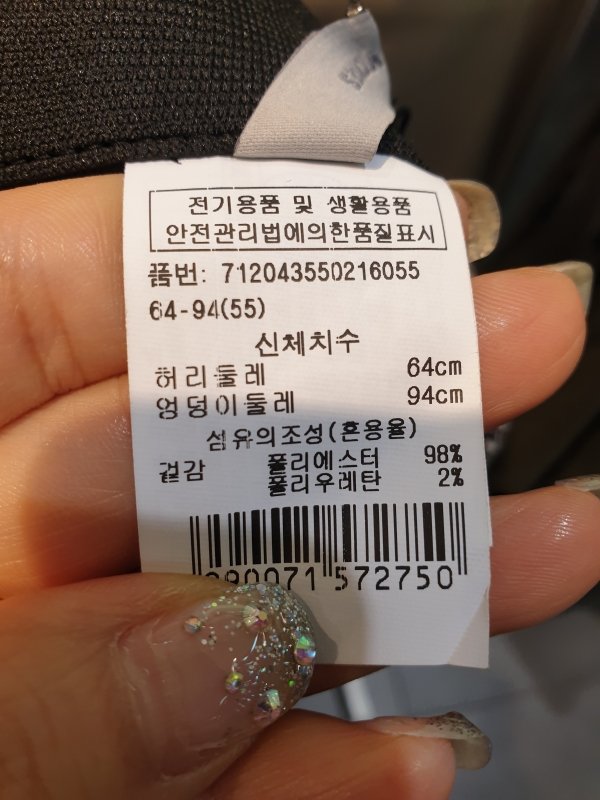 전기용품 및 생활용품
안전관리법에의한품질표시
품번: 712043550216055
64-94(55)
신체치수
허리둘레 64cm
엉덩이둘레 94cm
섬유의조성(혼용율)
겉감 폴리에스터 98%
폴리우레탄 2%
572750